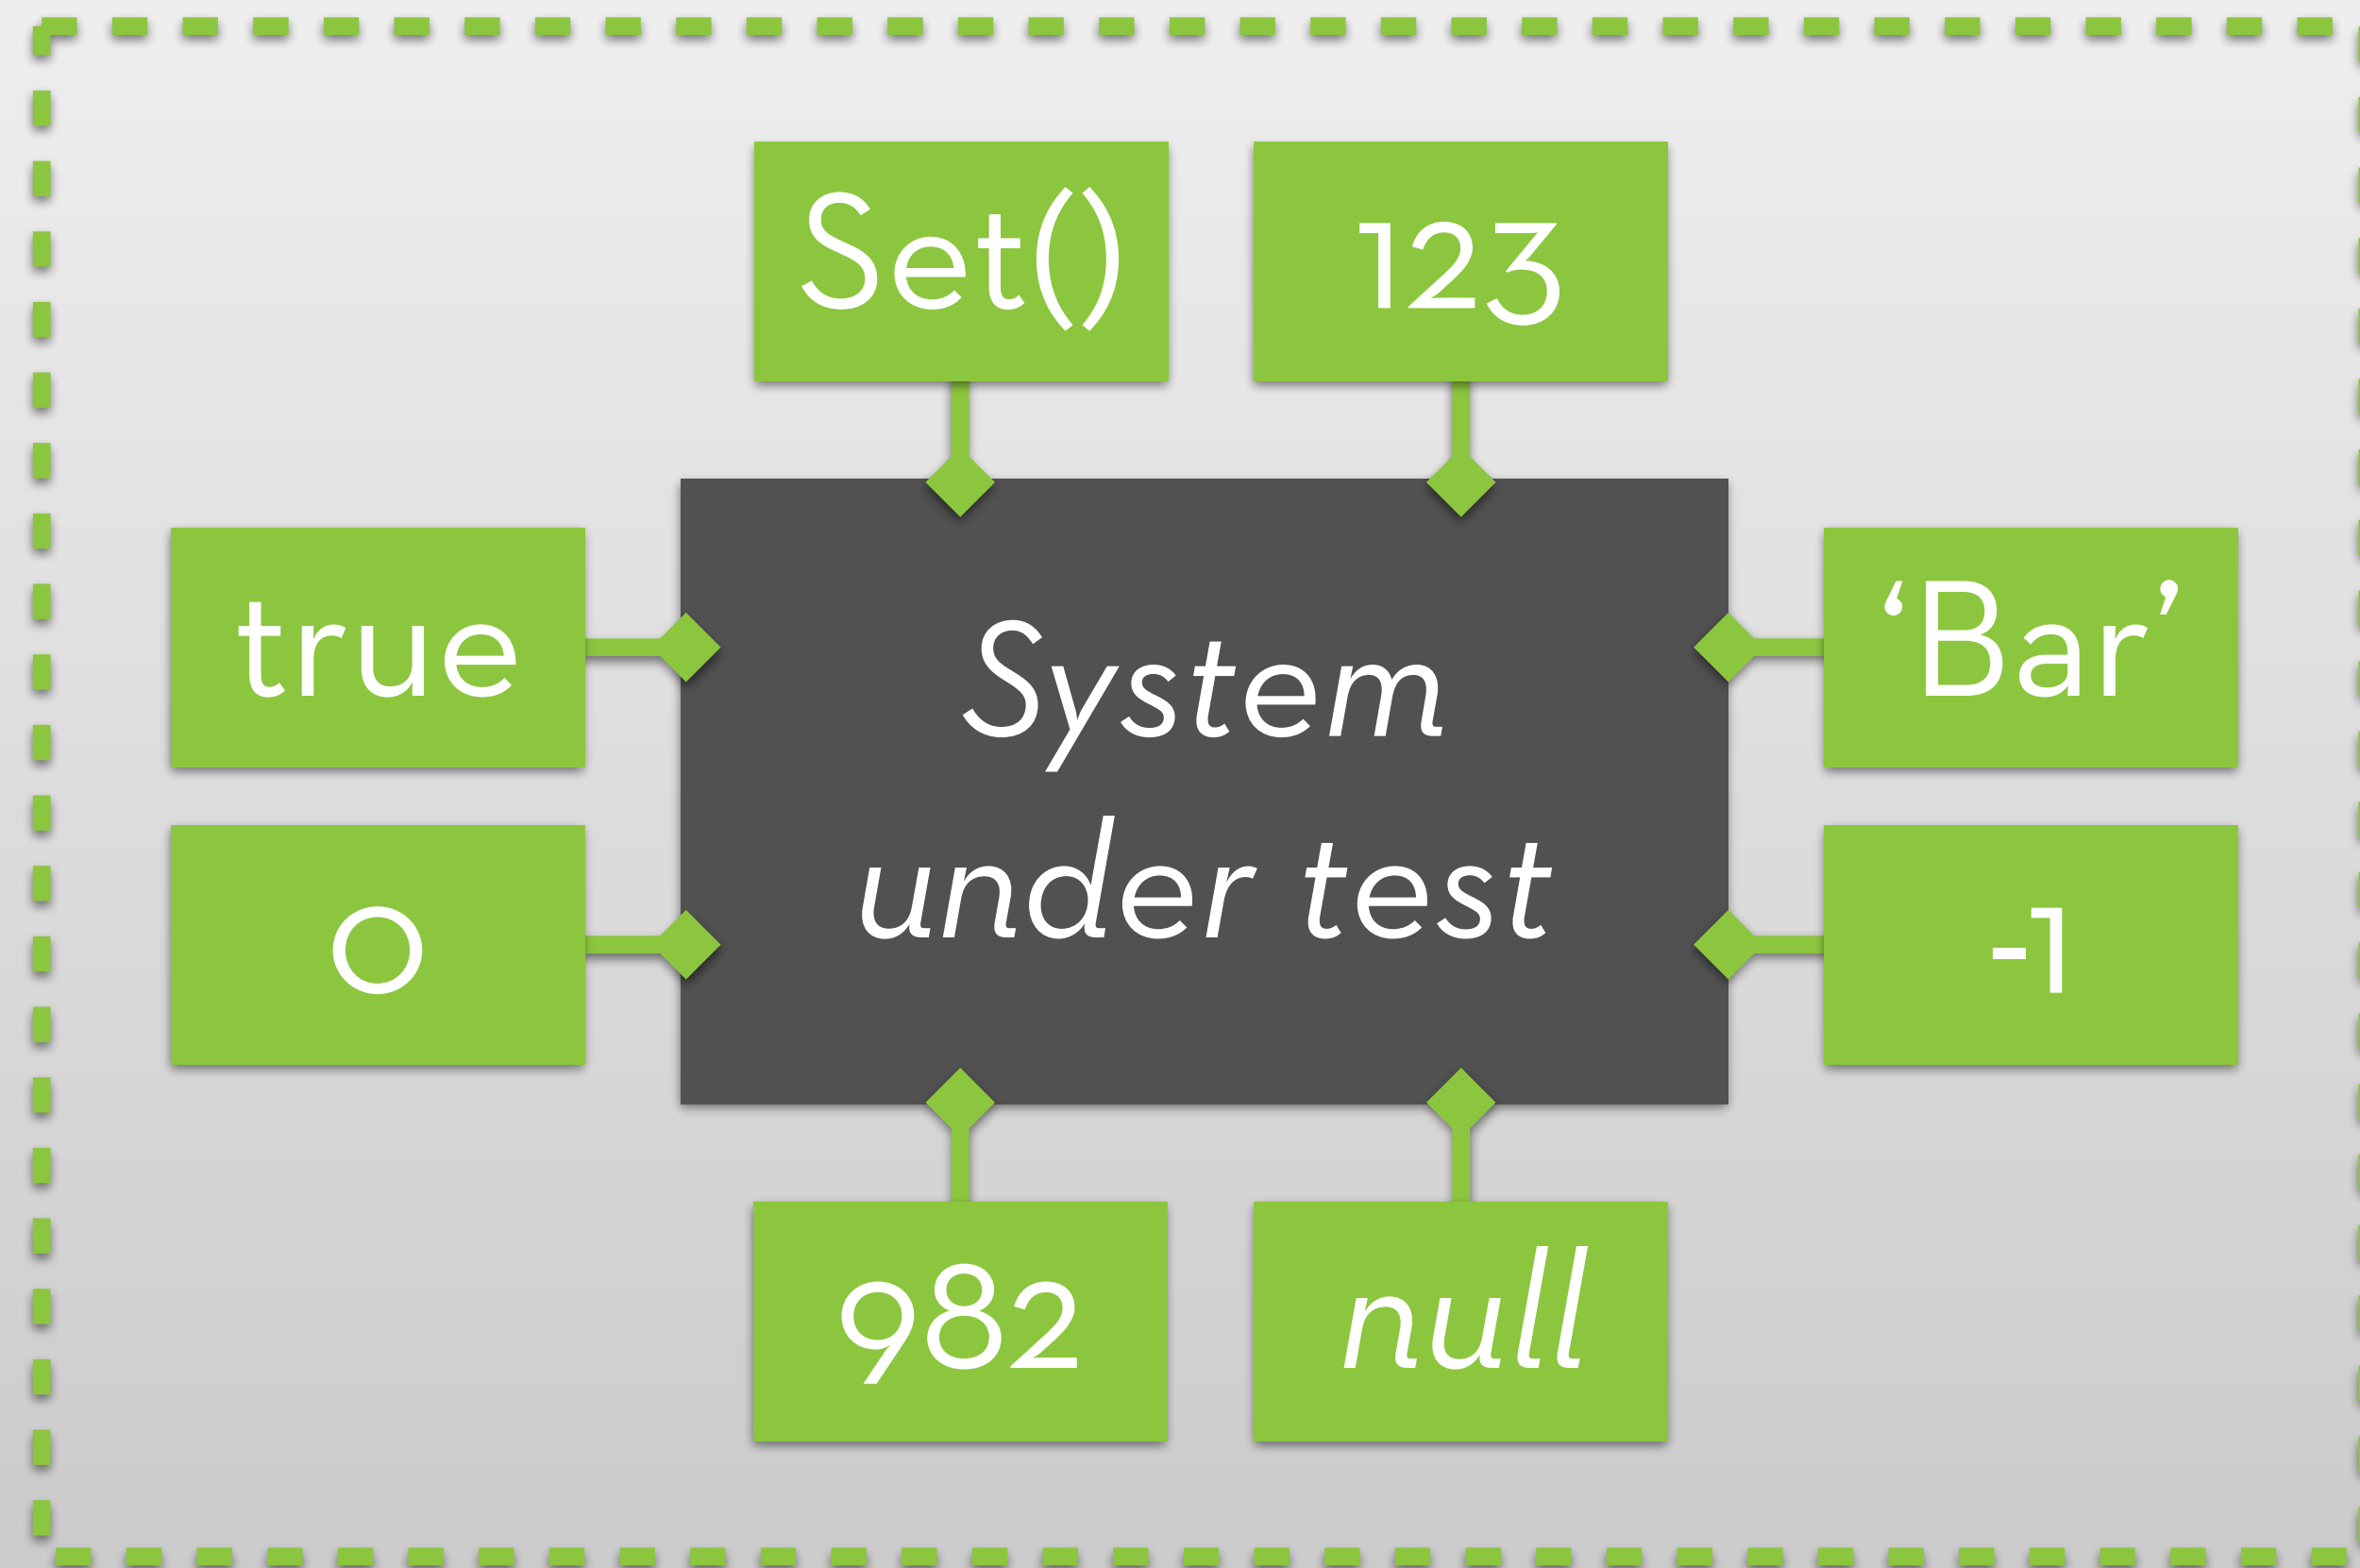 Set()
123
true
‘Bar’
System
under test
0
-1
982
null